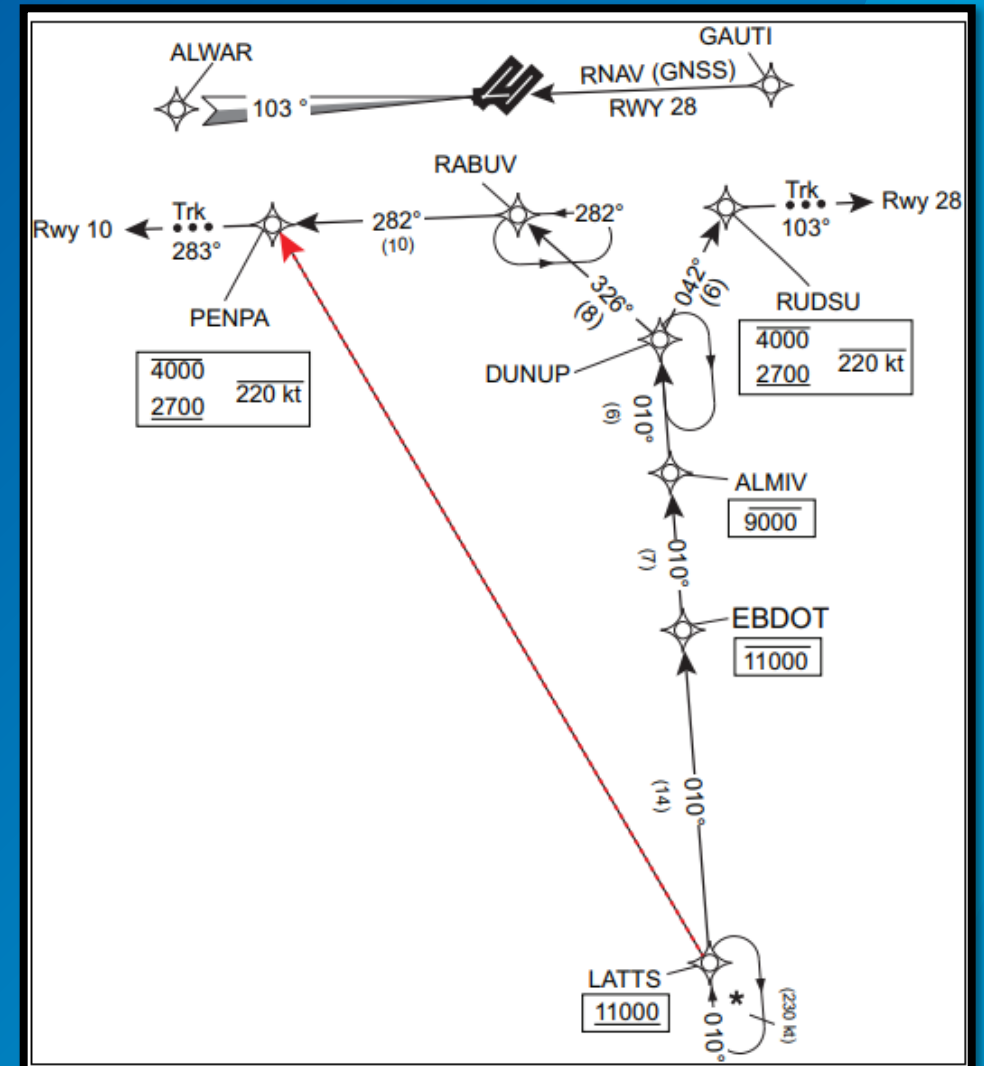 ALWAR
GAUTI
103 °
RNAV (GNSS)
RWY 28
RABUV
Rwy 10
Trk
283°
282°
(10)
282°
Trk
103°
Rwy 28
PENPA
4000
2700
220 kt
326°
(8)
042°
(6)
RUDSU
4000
2700
220 kt
DUNUP
010°
(6)
ALMIV
9000
010°
(7)
EBDOT
11000
010°
(14)
LATTS
11000
*
(230 kt)
010°